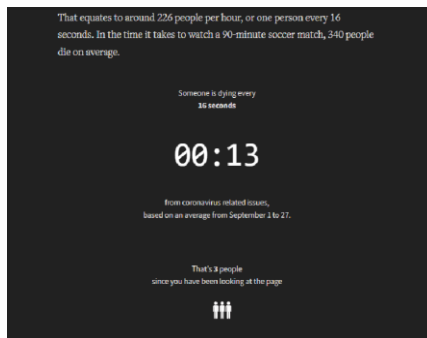 That equates to around 226 people per hour, or one person every 16
seconds. In the time it takes to watch a 90-minute soccer match, 340 people
die on average.
Someone is dying every
16 seconds
00:13
from coronavirus related issues,
based on an average from September 1 to 27.
That's 3 people
since you have been looking at the page